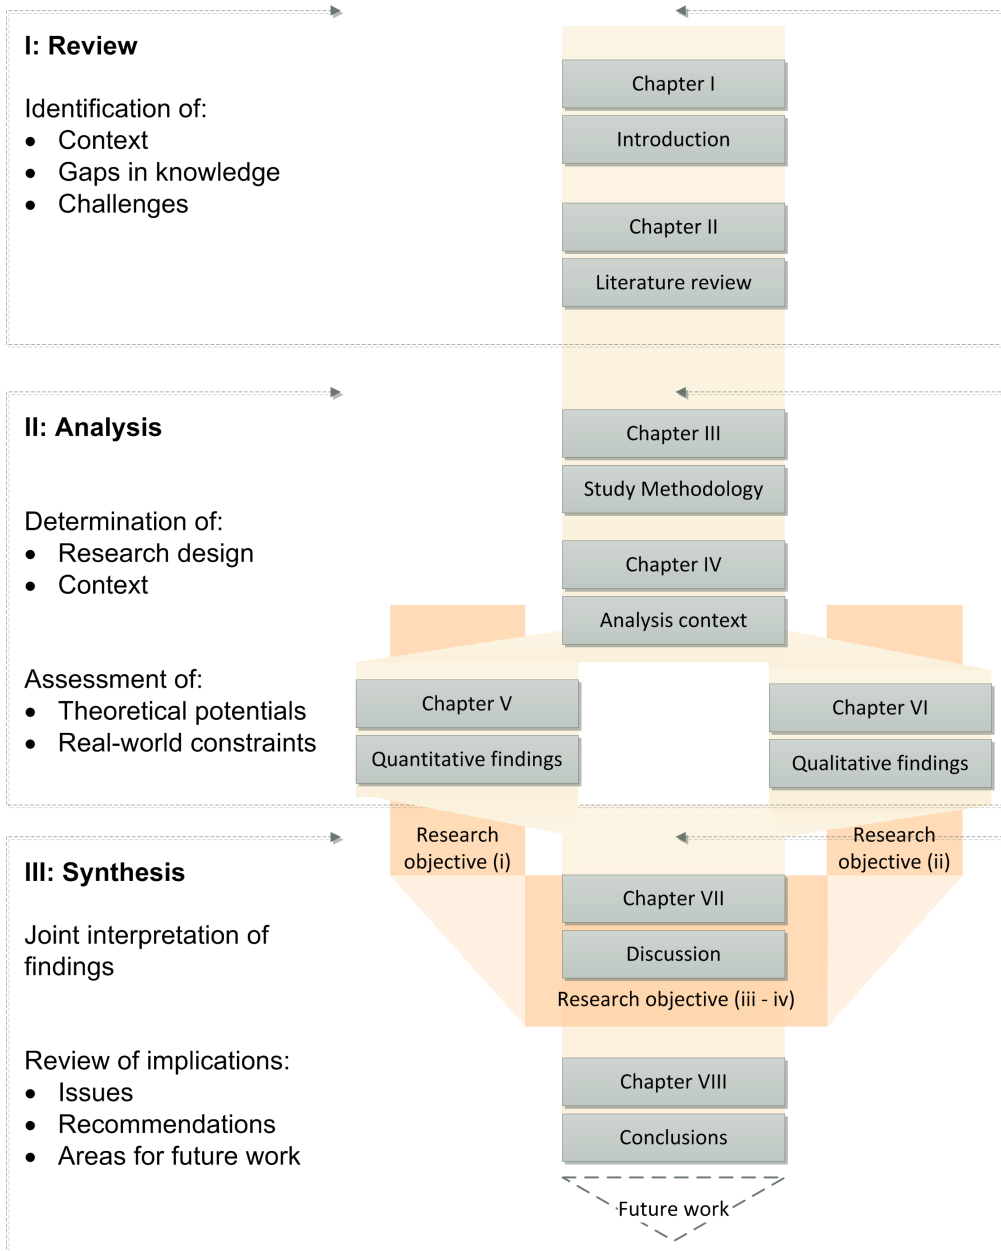 I: Review
Identification of:
• Context
• Gaps in knowledge
• Challenges
Chapter I
Introduction
Chapter II
Literature review
II: Analysis
Determination of:
• Research design
• Context
Assessment of:
• Theoretical potentials
• Real-world constraints
Chapter III
Study Methodology
Chapter IV
Analysis context
Chapter V
Quantitative findings
Chapter VI
Qualitative findings
Research
objective (i)
Research
objective (ii)
III: Synthesis
Joint interpretation of
findings
Review of implications:
• Issues
• Recommendations
• Areas for future work
Chapter VII
Discussion
Research objective (iii - iv)
Chapter VIII
Conclusions
Future work